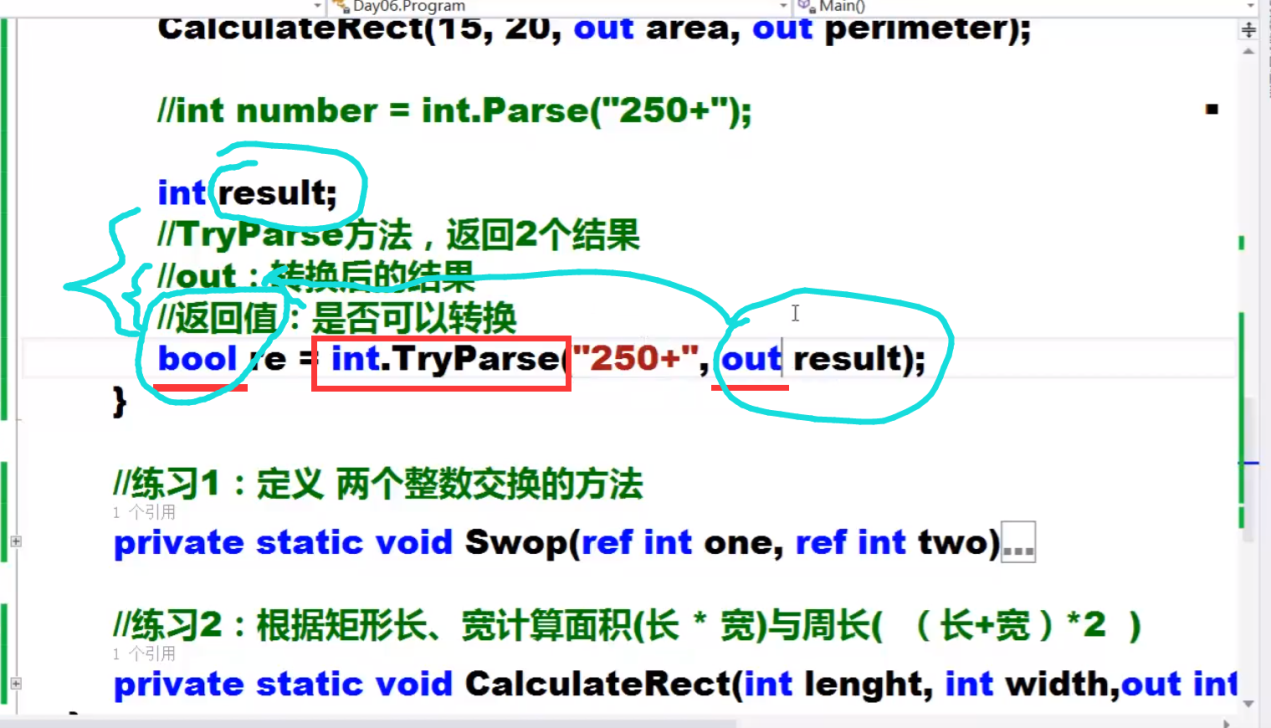 Day06.Program Main()
CalculateRect(15, 20, out area, out perimeter);
//int number = int.Parse("250+");
int result;
//TryParse方法，返回2个结果
//out：转换后的结果
//返回值：是否可以转换
bool re = int.TryParse("250+", out result);
}
//练习1：定义 两个整数交换的方法
1 个引用
private static void Swop(ref int one, ref int two)...
//练习2：根据矩形长、宽计算面积(长 * 宽)与周长( （长+宽）*2 )
1 个引用
private static void CalculateRect(int lenght, int width,out int